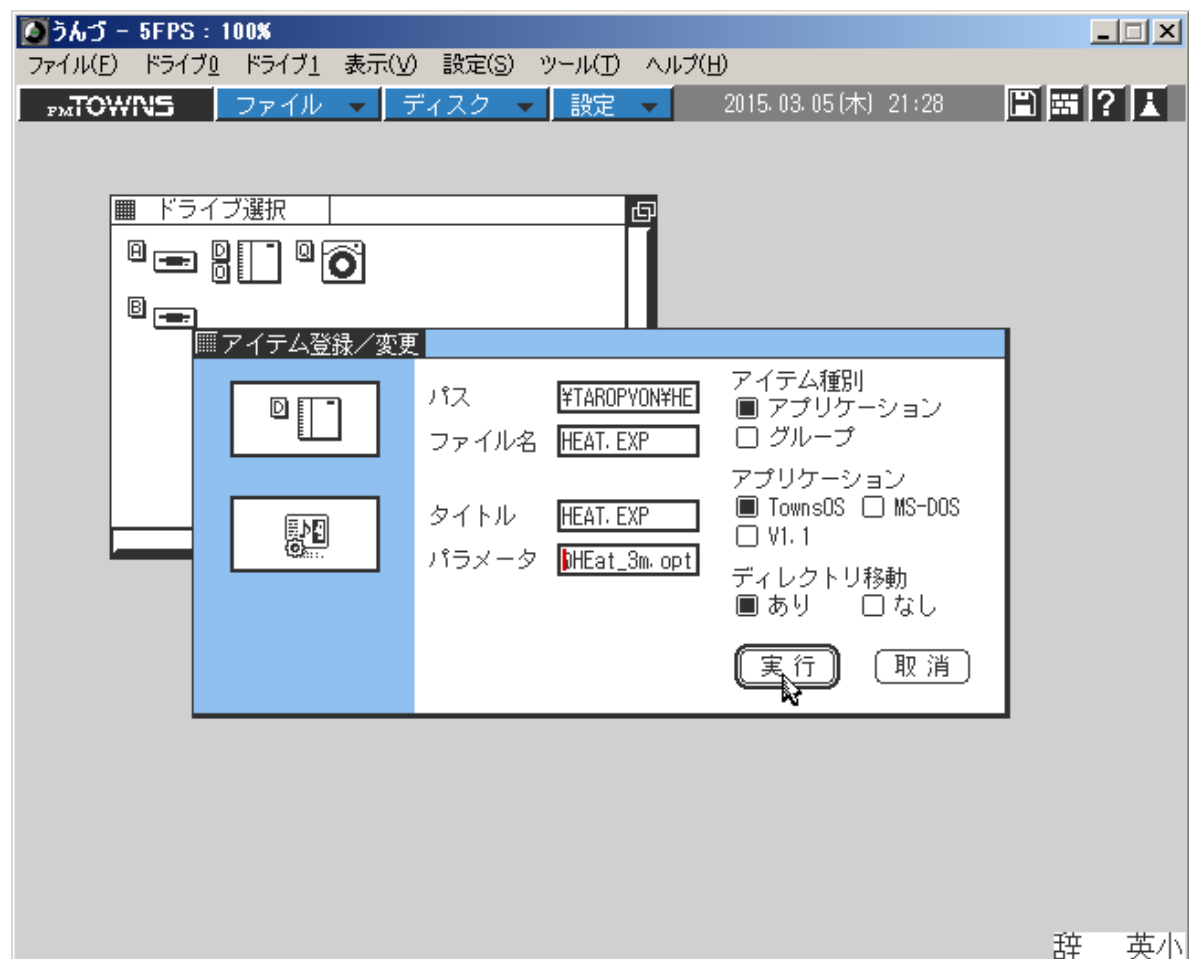 うんづ - 5FPS : 100%
ファイル(F) ドライブ0 ドライブ1 表示(V) 設定(S) ツール(T) ヘルプ(H)
FMTOWNS ファイル ディスク 設定 2015.03.05(木) 21:28 ?
ドライブ選択
A D O Q
B
アイテム登録／変更
D
パス ¥TAROPYON¥HE
ファイル名 HEAT.EXP
タイトル HEAT.EXP
パラメータ HEat_3m.opt
アイテム種別
アプリケーション
グループ
アプリケーション
TownsOS MS-DOS
V1.1
ディレクトリ移動
あり なし
実行 取消
辞 英小